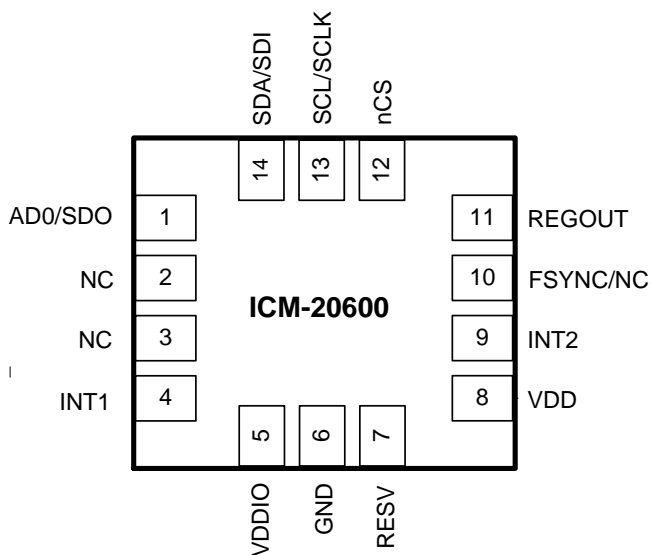 SDA/SDI
SCL/SCLK
nCS
14
13
12
AD0/SDO
1
11
REGOUT
NC
2
10
FSYNC/NC
ICM-20600
NC
3
9
INT2
INT1
4
8
VDD
5
6
7
VDDIO
GND
RESV